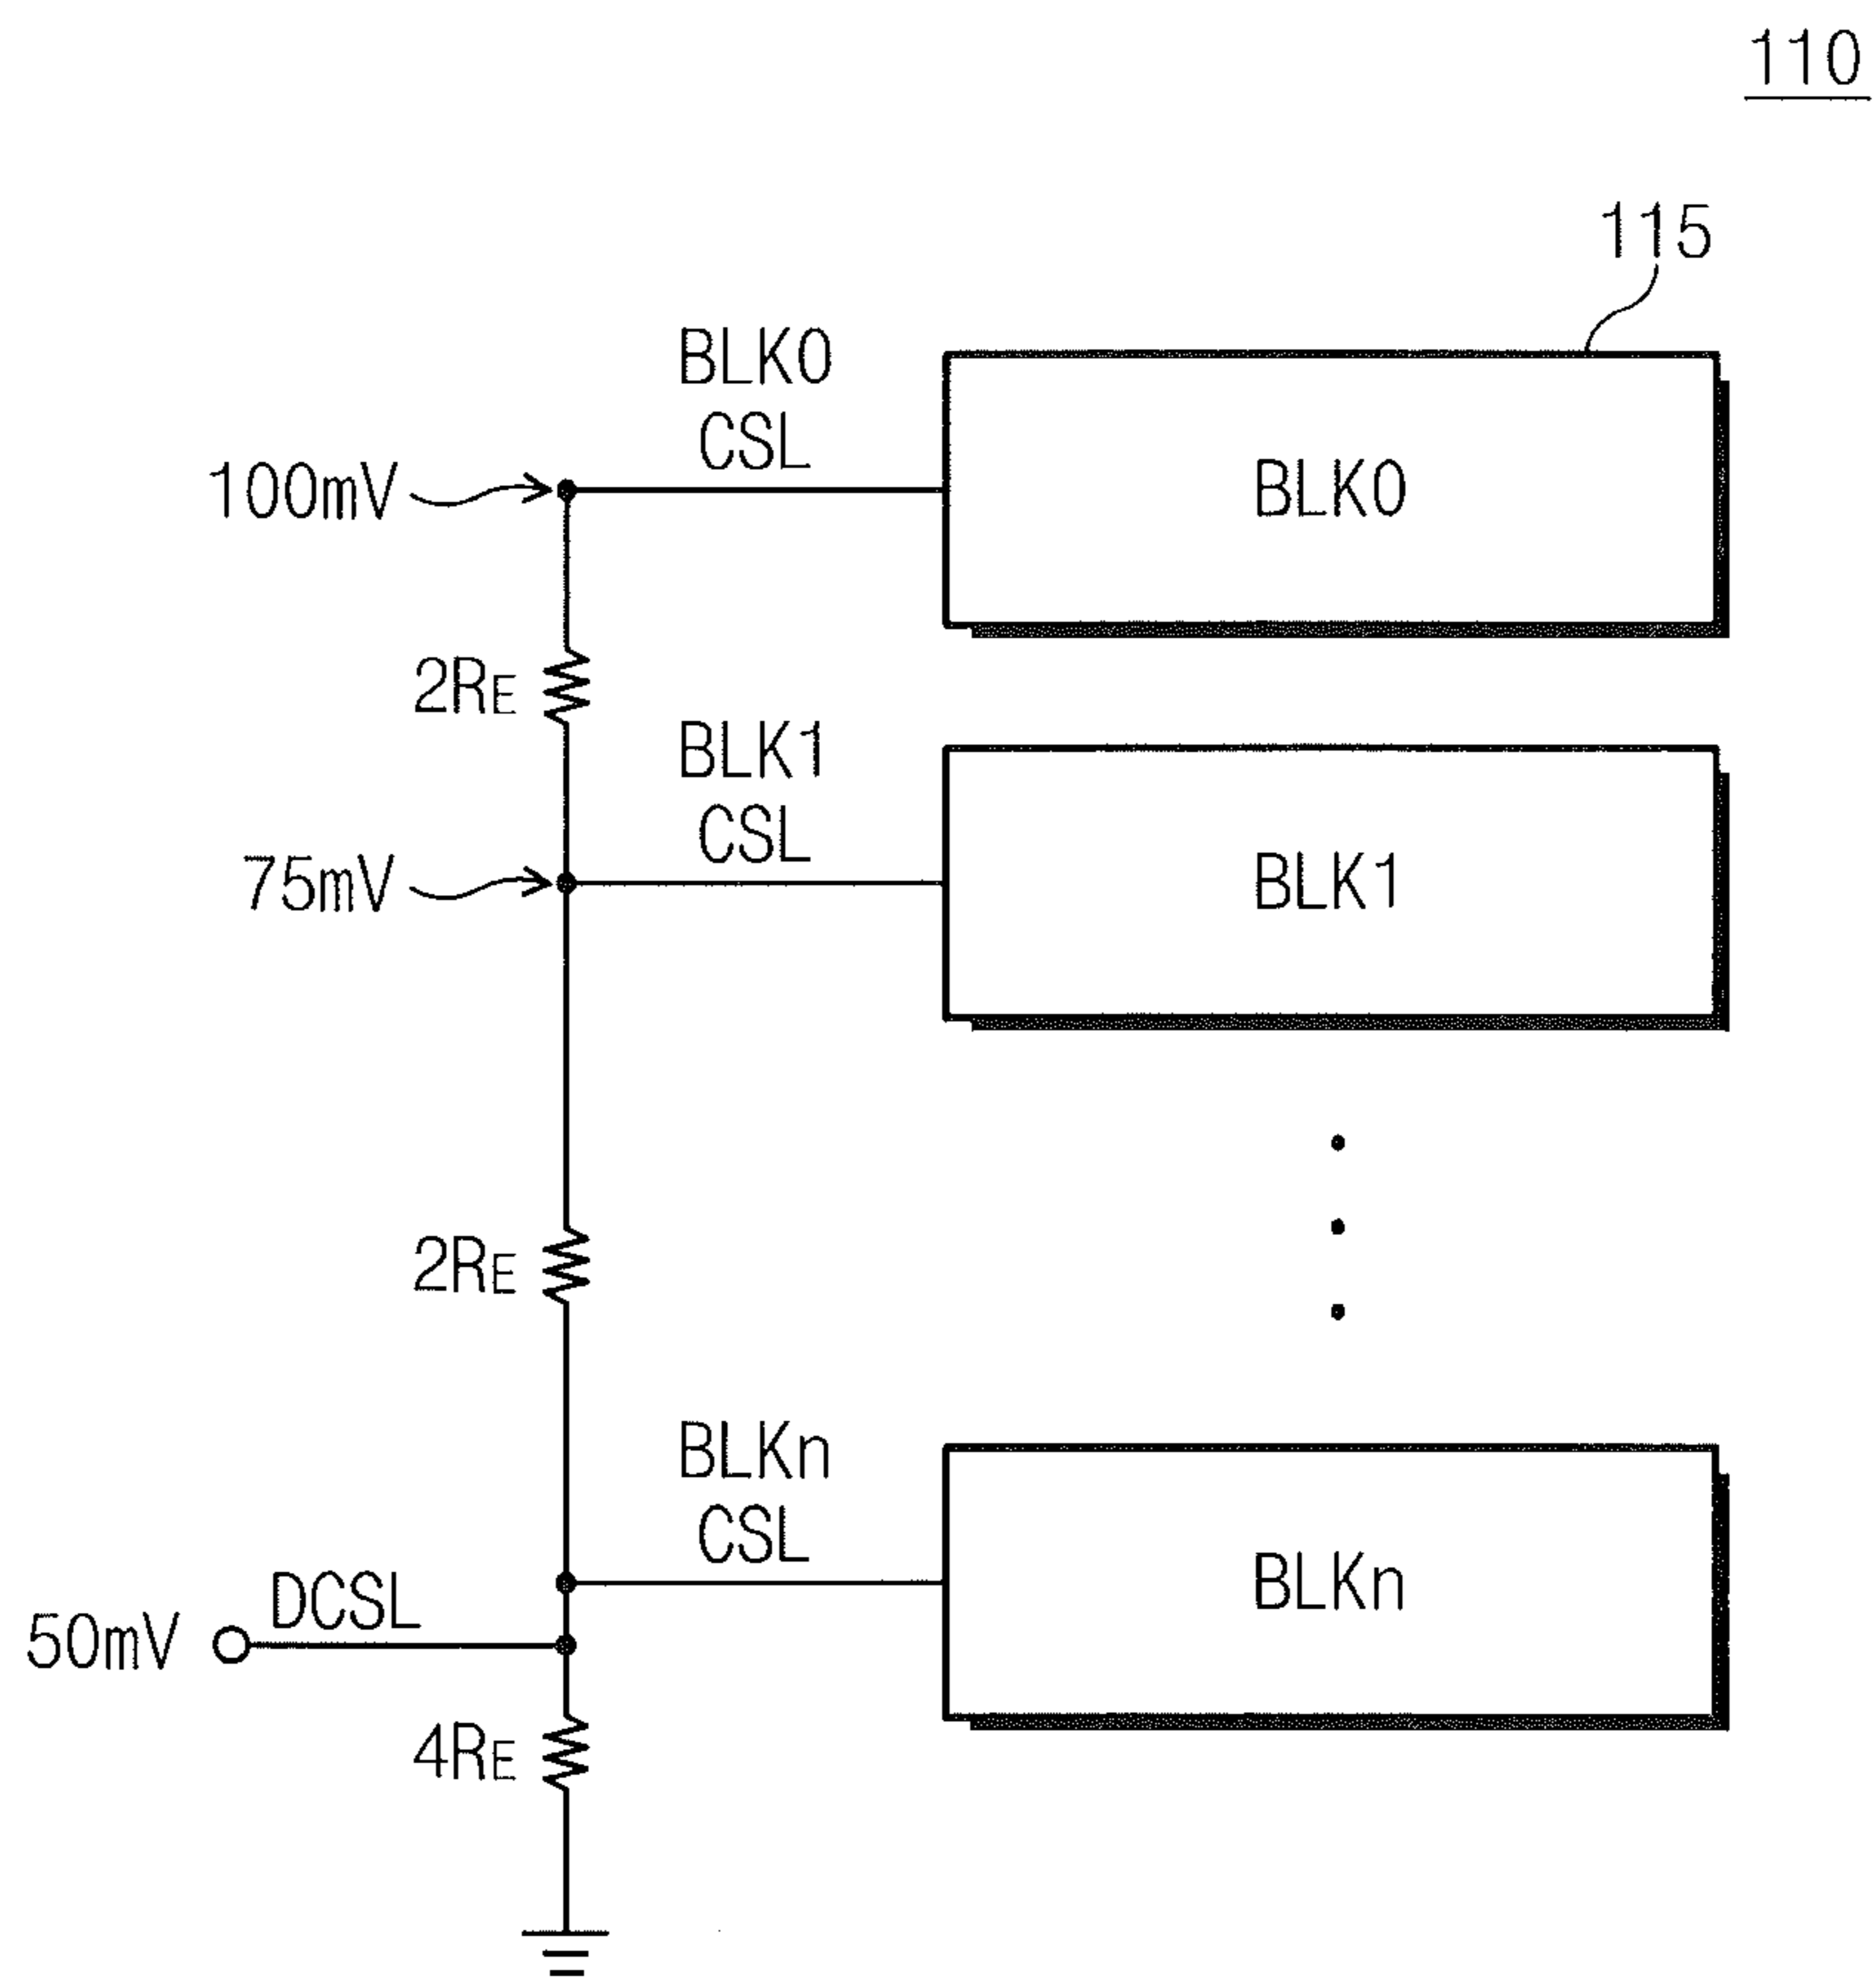 110
115
BLK0
CSL
100mV
BLK0
2RE
BLK1
CSL
75mV
BLK1
2RE
BLKn
CSL
BLKn
DCSL
50mV
4RE